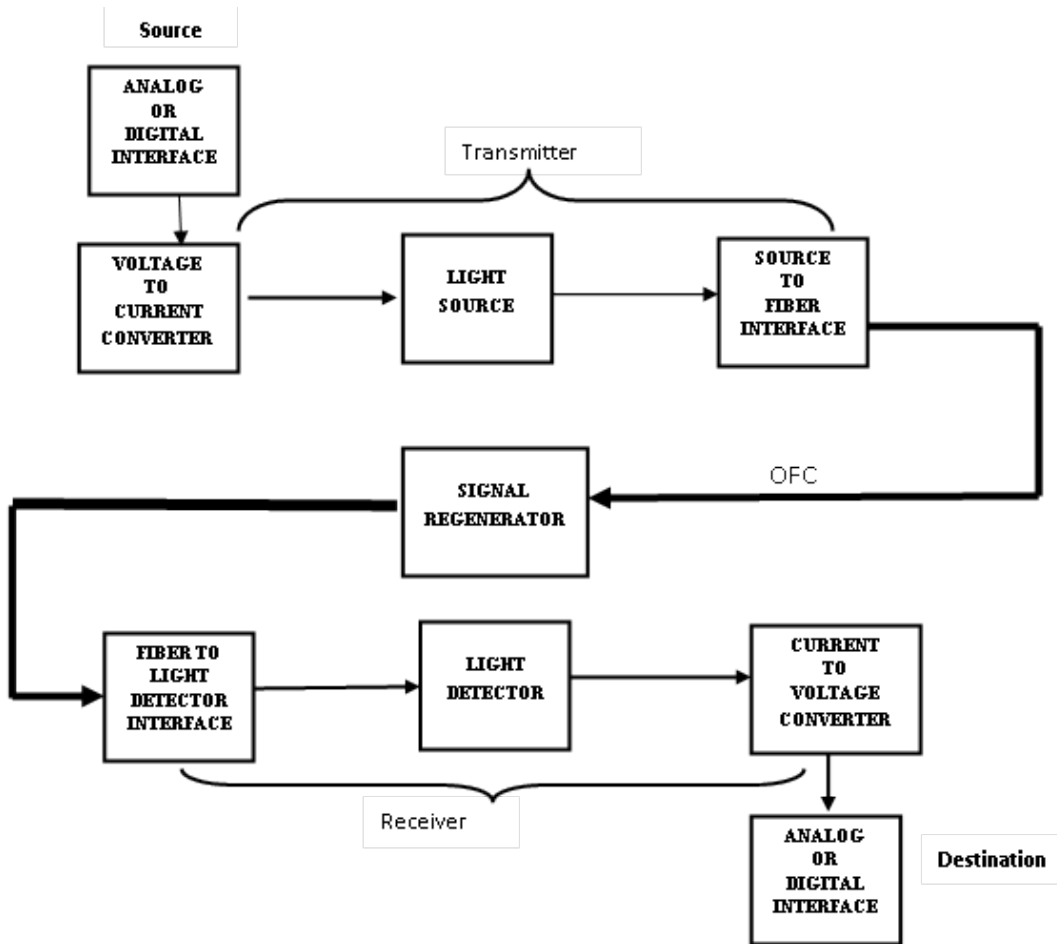 Source
ANALOG
OR
DIGITAL
INTERFACE
Transmitter
VOLTAGE
TO
CURRENT
CONVERTER
LIGHT
SOURCE
SOURCE
TO
FIBER
INTERFACE
OFC
SIGNAL
REGENERATOR
FIBER TO
LIGHT
DETECTOR
INTERFACE
LIGHT
DETECTOR
CURRENT
TO
VOLTAGE
CONVERTER
Receiver
ANALOG
OR
DIGITAL
INTERFACE
Destination